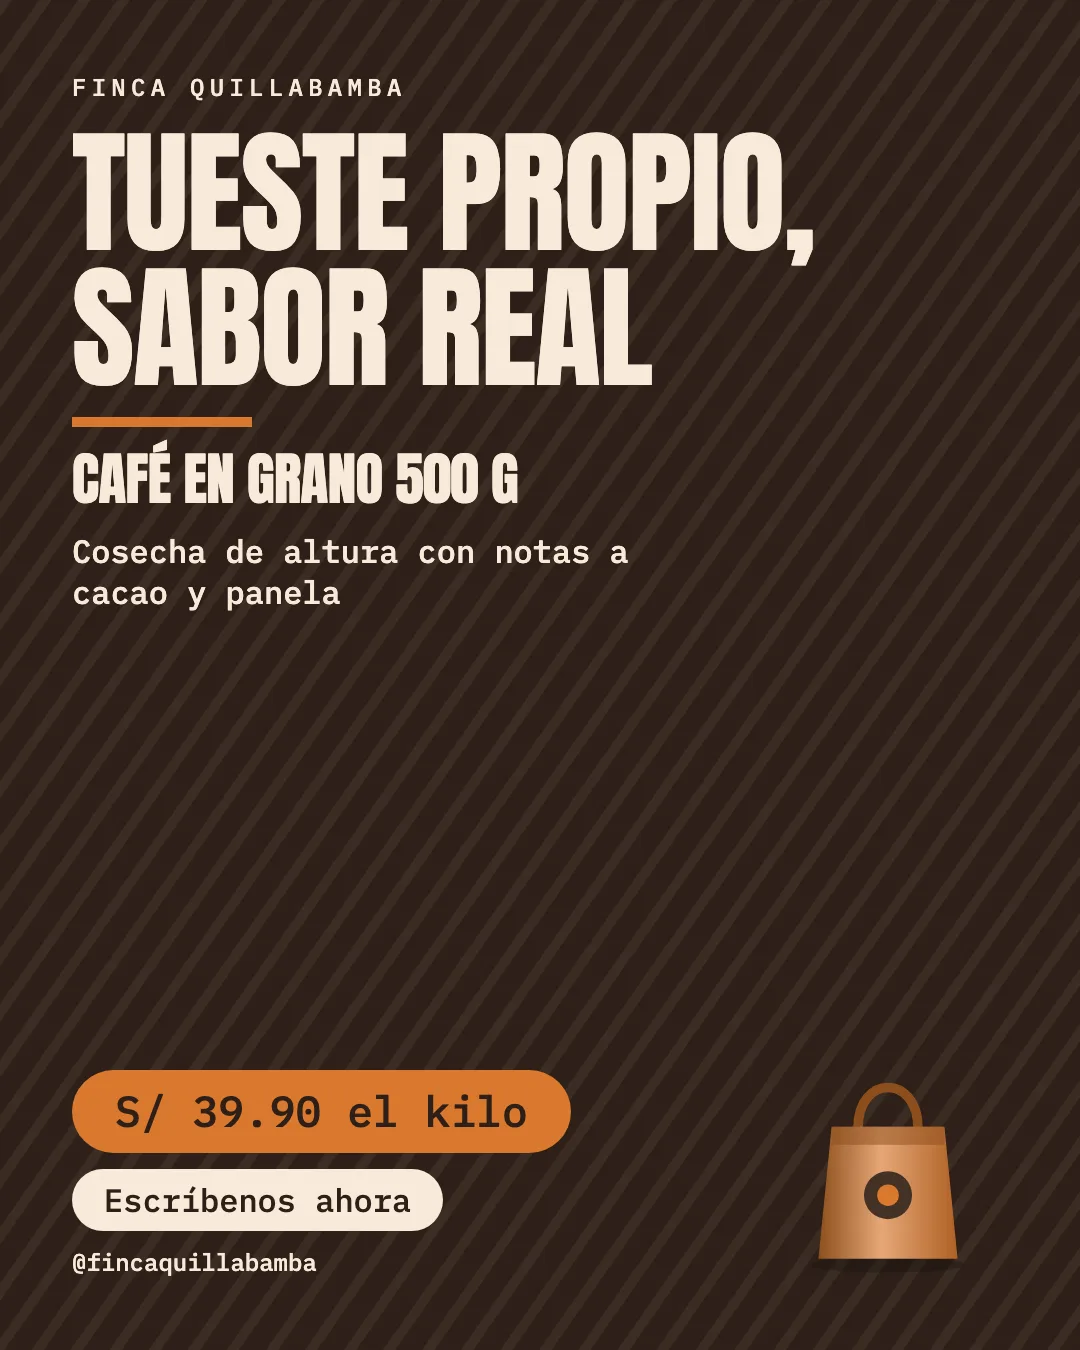 FINCA QUILLABAMBA
TUESTE PROPIO,
SABOR REAL
CAFÉ EN GRANO 500 G
Cosecha de altura con notas a
cacao y panela
S/ 39.90 el kilo
Escríbenos ahora
@fincaquillabamba